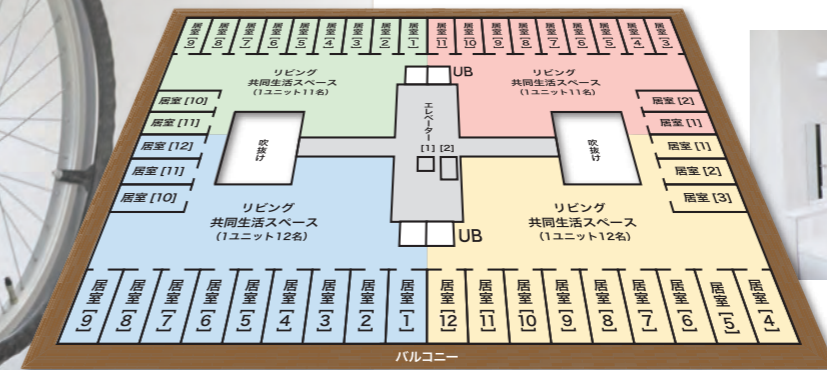 居室[9]
居室[8]
居室[7]
居室[6]
居室[5]
居室[4]
居室[3]
居室[2]
居室[1]
居室[11]
居室[10]
居室[9]
居室[8]
居室[7]
居室[6]
居室[5]
居室[4]
居室[3]
リビング
共同生活スペース
(1ユニット11名)
UB
リビング
共同生活スペース
(1ユニット11名)
居室 [10]
居室 [11]
居室 [12]
居室 [11]
居室 [10]
吹抜け
エレベーター
[1] [2]
吹抜け
居室 [2]
居室 [1]
居室 [1]
居室 [2]
居室 [3]
リビング
共同生活スペース
(1ユニット12名)
UB
リビング
共同生活スペース
(1ユニット12名)
居室[9]
居室[8]
居室[7]
居室[6]
居室[5]
居室[4]
居室[3]
居室[2]
居室[1]
居室[12]
居室[11]
居室[10]
居室[9]
居室[8]
居室[7]
居室[6]
居室[5]
居室[4]
バルコニー